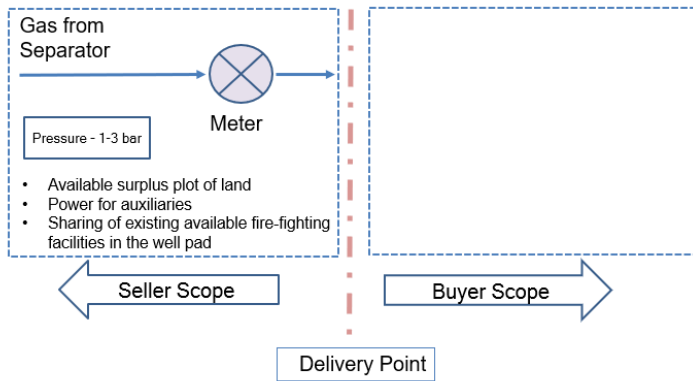 Gas from
Separator
Meter
Pressure - 1-3 bar
• Available surplus plot of land
• Power for auxiliaries
• Sharing of existing available fire-fighting
facilities in the well pad
Seller Scope
Buyer Scope
Delivery Point